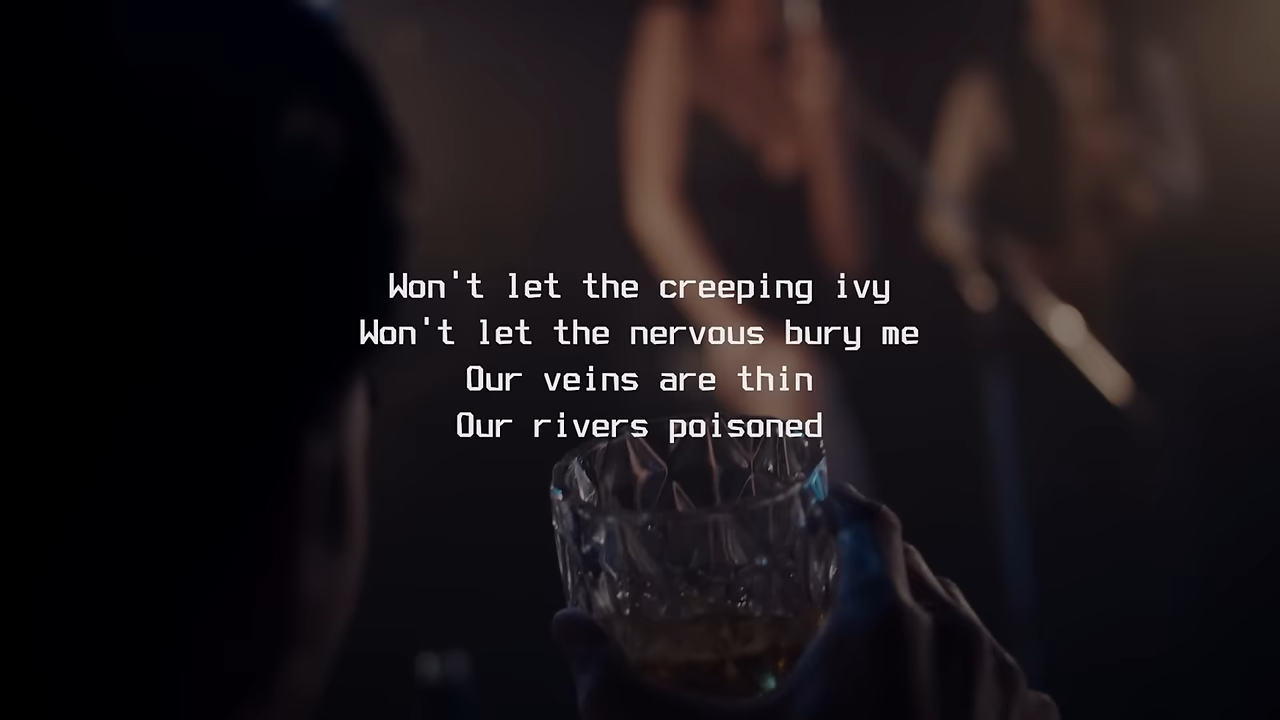 Won't let the creeping ivy
Won't let the nervous bury me
Our veins are thin
Our rivers poisoned